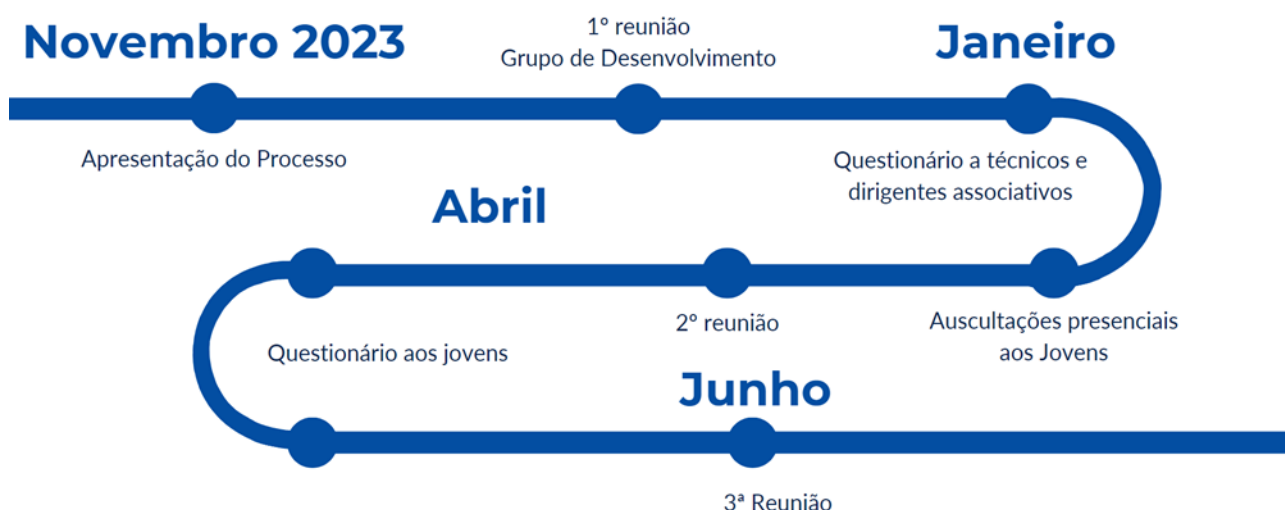 Novembro 2023
1º reunião
Grupo de Desenvolvimento
Janeiro
Apresentação do Processo
Questionário a técnicos e
dirigentes associativos
Abril
Auscultações presenciais
aos Jovens
2º reunião
Questionário aos jovens
Junho
3ª Reunião